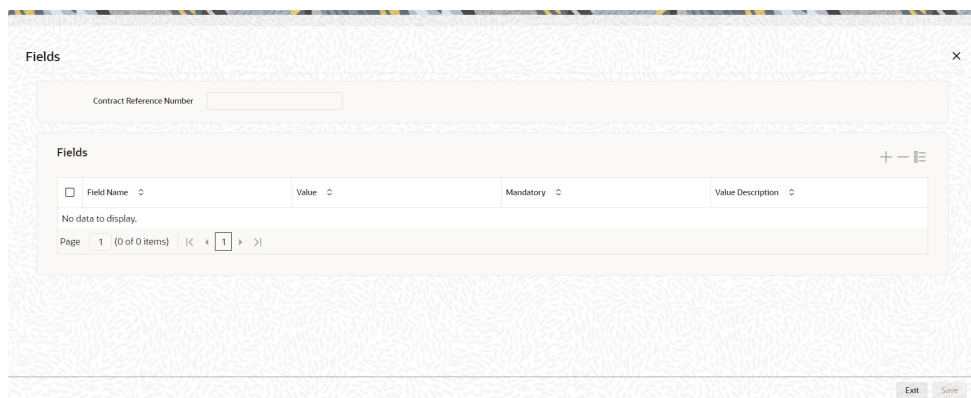 Fields
Contract Reference Number
Fields
Field Name Value Mandatory Value Description
No data to display.
Page 1 (0 of 0 items) 1
Exit Save